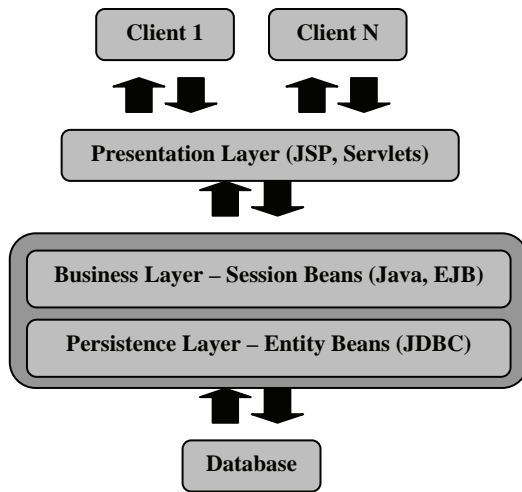 Client 1
Client N
Presentation Layer (JSP, Servlets)
Business Layer – Session Beans (Java, EJB)
Persistence Layer – Entity Beans (JDBC)
Database